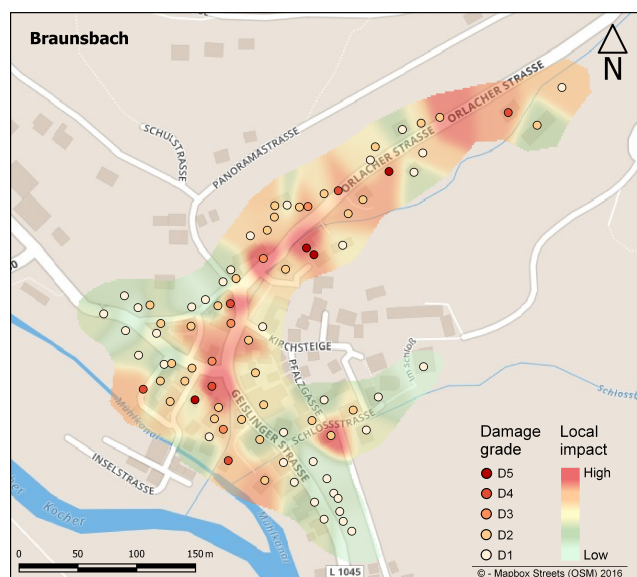 Braunsbach
N
ORLACHER STRASSE
SCHULSTRASSE
PANORAMASTRASSE
ORLACHER STRASSE
KIRCHSTEIGE
PFALZGASSE
Im Schloß
Schlossb
GEISLINGER STRASSE
SCHLOSSSTRASSE
Mühlkanal
INSELSTRASSE
Kocher
Mühlkanal
L 1045
Damage grade
D5
D4
D3
D2
D1
Local impact
High
Low
0 50 100 150 m
© - Mapbox Streets (OSM) 2016